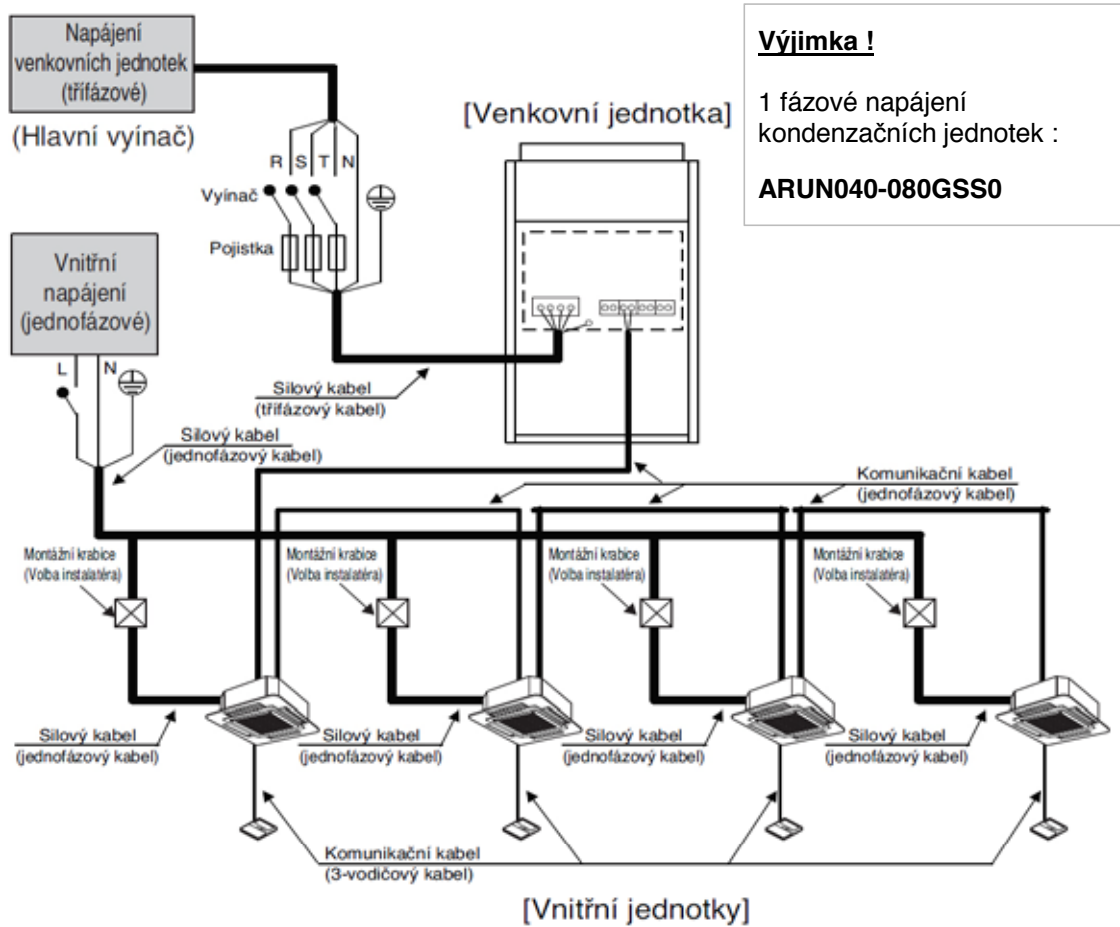 Napájení
venkovních jednotek
(třífázové)
(Hlavní vyínač)
Výjimka !
1 fázové napájení
kondenzačních jednotek :
ARUN040-080GSS0
[Venkovní jednotka]
R S T N
Vyínač
Pojistka
Vnitřní
napájení
(jednofázové)
L N
Silový kabel
(třífázový kabel)
Silový kabel
(jednofázový kabel)
Komunikační kabel
(jednofázový kabel)
Montážní krabice
(Volba instalatéra)
Montážní krabice
(Volba instalatéra)
Montážní krabice
(Volba instalatéra)
Montážní krabice
(Volba instalatéra)
Silový kabel
(jednofázový kabel)
Silový kabel
(jednofázový kabel)
Silový kabel
(jednofázový kabel)
Silový kabel
(jednofázový kabel)
Komunikační kabel
(3-vodičový kabel)
[Vnitřní jednotky]